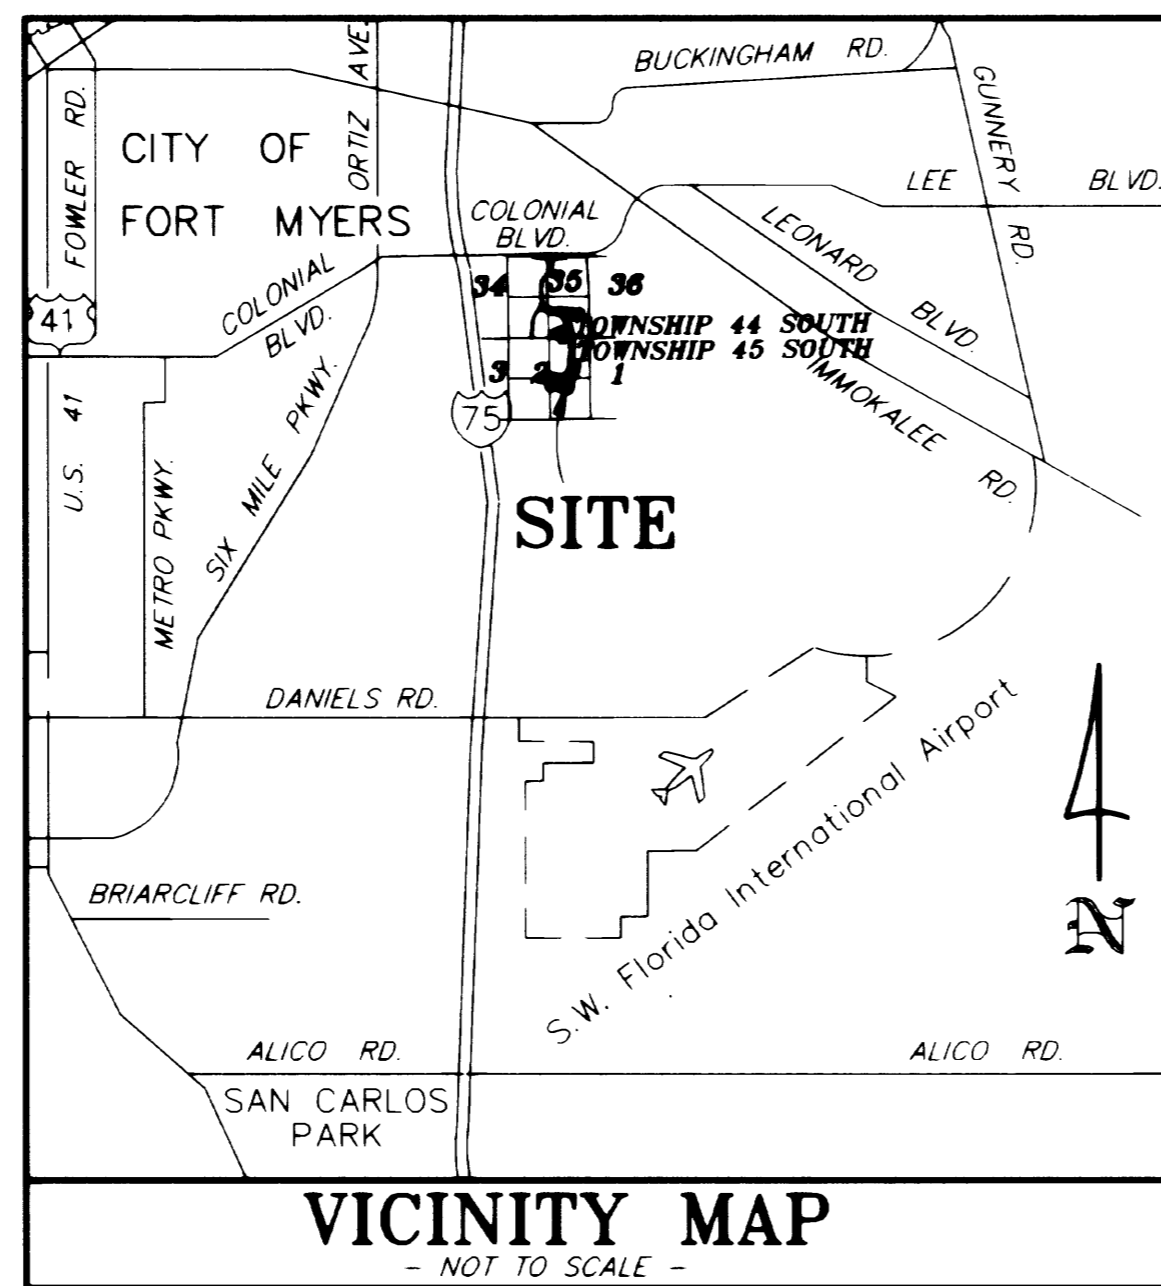 BUCKINGHAM RD.
ORTIZ AVE.
GUNNERY RD.
FOWLER RD.
CITY OF
FORT MYERS
LEE BLVD.
COLONIAL
BLVD.
LEONARD BLVD.
34 35 36
COLONIAL
BLVD.
41
TOWNSHIP 44 SOUTH
TOWNSHIP 45 SOUTH
3 2 1
IMMOKALEE RD.
75
U.S. 41
METRO PKWY.
SIX MILE PKWY.
SITE
DANIELS RD.
S.W. Florida International Airport
N
BRIARCLIFF RD.
ALICO RD.
ALICO RD.
SAN CARLOS
PARK
VICINITY MAP
- NOT TO SCALE -